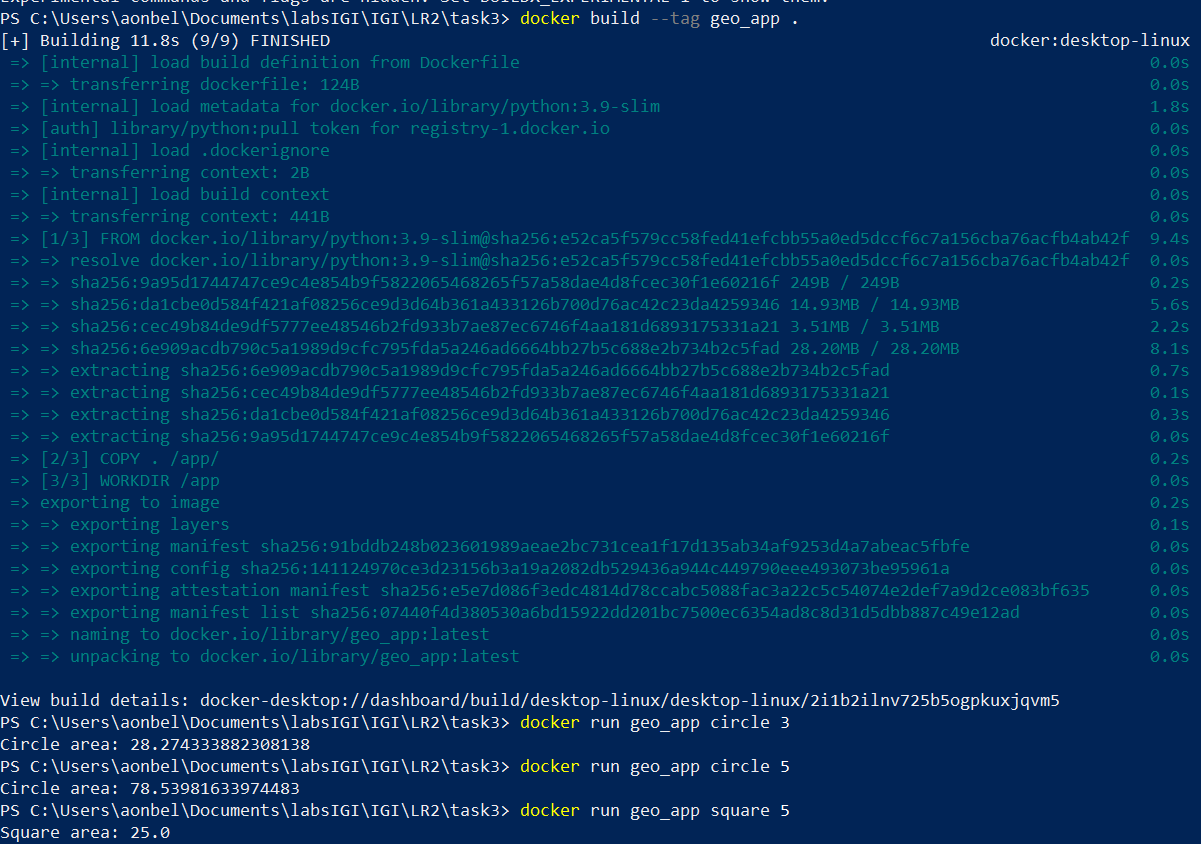 Experimental commands and flags are hidden. Set BUILDX_EXPERIMENTAL=1 to show them.
PS C:\Users\aonbel\Documents\labsIGI\IGI\LR2\task3> docker build --tag geo_app .
[+] Building 11.8s (9/9) FINISHED docker:desktop-linux
=> [internal] load build definition from Dockerfile 0.0s
=> => transferring dockerfile: 124B 0.0s
=> [internal] load metadata for docker.io/library/python:3.9-slim 1.8s
=> [auth] library/python:pull token for registry-1.docker.io 0.0s
=> [internal] load .dockerignore 0.0s
=> => transferring context: 2B 0.0s
=> [internal] load build context 0.0s
=> => transferring context: 441B 0.0s
=> [1/3] FROM docker.io/library/python:3.9-slim@sha256:e52ca5f579cc58fed41efcbb55a0ed5dccf6c7a156cba76acfb4ab42f 9.4s
=> => resolve docker.io/library/python:3.9-slim@sha256:e52ca5f579cc58fed41efcbb55a0ed5dccf6c7a156cba76acfb4ab42f 0.0s
=> => sha256:9a95d1744747ce9c4e854b9f5822065468265f57a58dae4d8fcec30f1e60216f 249B / 249B 0.2s
=> => sha256:da1cbe0d584f421af08256ce9d3d64b361a433126b700d76ac42c23da4259346 14.93MB / 14.93MB 5.6s
=> => sha256:cec49b84de9df5777ee48546b2fd933b7ae87ec6746f4aa181d6893175331a21 3.51MB / 3.51MB 2.2s
=> => sha256:6e909acdb790c5a1989d9cfc795fda5a246ad6664bb27b5c688e2b734b2c5fad 28.20MB / 28.20MB 8.1s
=> => extracting sha256:6e909acdb790c5a1989d9cfc795fda5a246ad6664bb27b5c688e2b734b2c5fad 0.7s
=> => extracting sha256:cec49b84de9df5777ee48546b2fd933b7ae87ec6746f4aa181d6893175331a21 0.1s
=> => extracting sha256:da1cbe0d584f421af08256ce9d3d64b361a433126b700d76ac42c23da4259346 0.3s
=> => extracting sha256:9a95d1744747ce9c4e854b9f5822065468265f57a58dae4d8fcec30f1e60216f 0.0s
=> [2/3] COPY . /app/ 0.2s
=> [3/3] WORKDIR /app 0.0s
=> exporting to image 0.2s
=> => exporting layers 0.1s
=> => exporting manifest sha256:91bddb248b023601989aeae2bc731cea1f17d135ab34af9253d4a7abeac5fbfe 0.0s
=> => exporting config sha256:141124970ce3d23156b3a19a2082db529436a944c449790eee493073be95961a 0.0s
=> => exporting attestation manifest sha256:e5e7d086f3edc4814d78ccabc5088fac3a22c5c54074e2def7a9d2ce083bf635 0.0s
=> => exporting manifest list sha256:07440f4d380530a6bd15922dd201bc7500ec6354ad8c8d31d5dbb887c49e12ad 0.0s
=> => naming to docker.io/library/geo_app:latest 0.0s
=> => unpacking to docker.io/library/geo_app:latest 0.0s
View build details: docker-desktop://dashboard/build/desktop-linux/desktop-linux/2i1b2ilnv725b5ogpkuxjqvm5
PS C:\Users\aonbel\Documents\labsIGI\IGI\LR2\task3> docker run geo_app circle 3
Circle area: 28.274333882308138
PS C:\Users\aonbel\Documents\labsIGI\IGI\LR2\task3> docker run geo_app circle 5
Circle area: 78.53981633974483
PS C:\Users\aonbel\Documents\labsIGI\IGI\LR2\task3> docker run geo_app square 5
Square area: 25.0